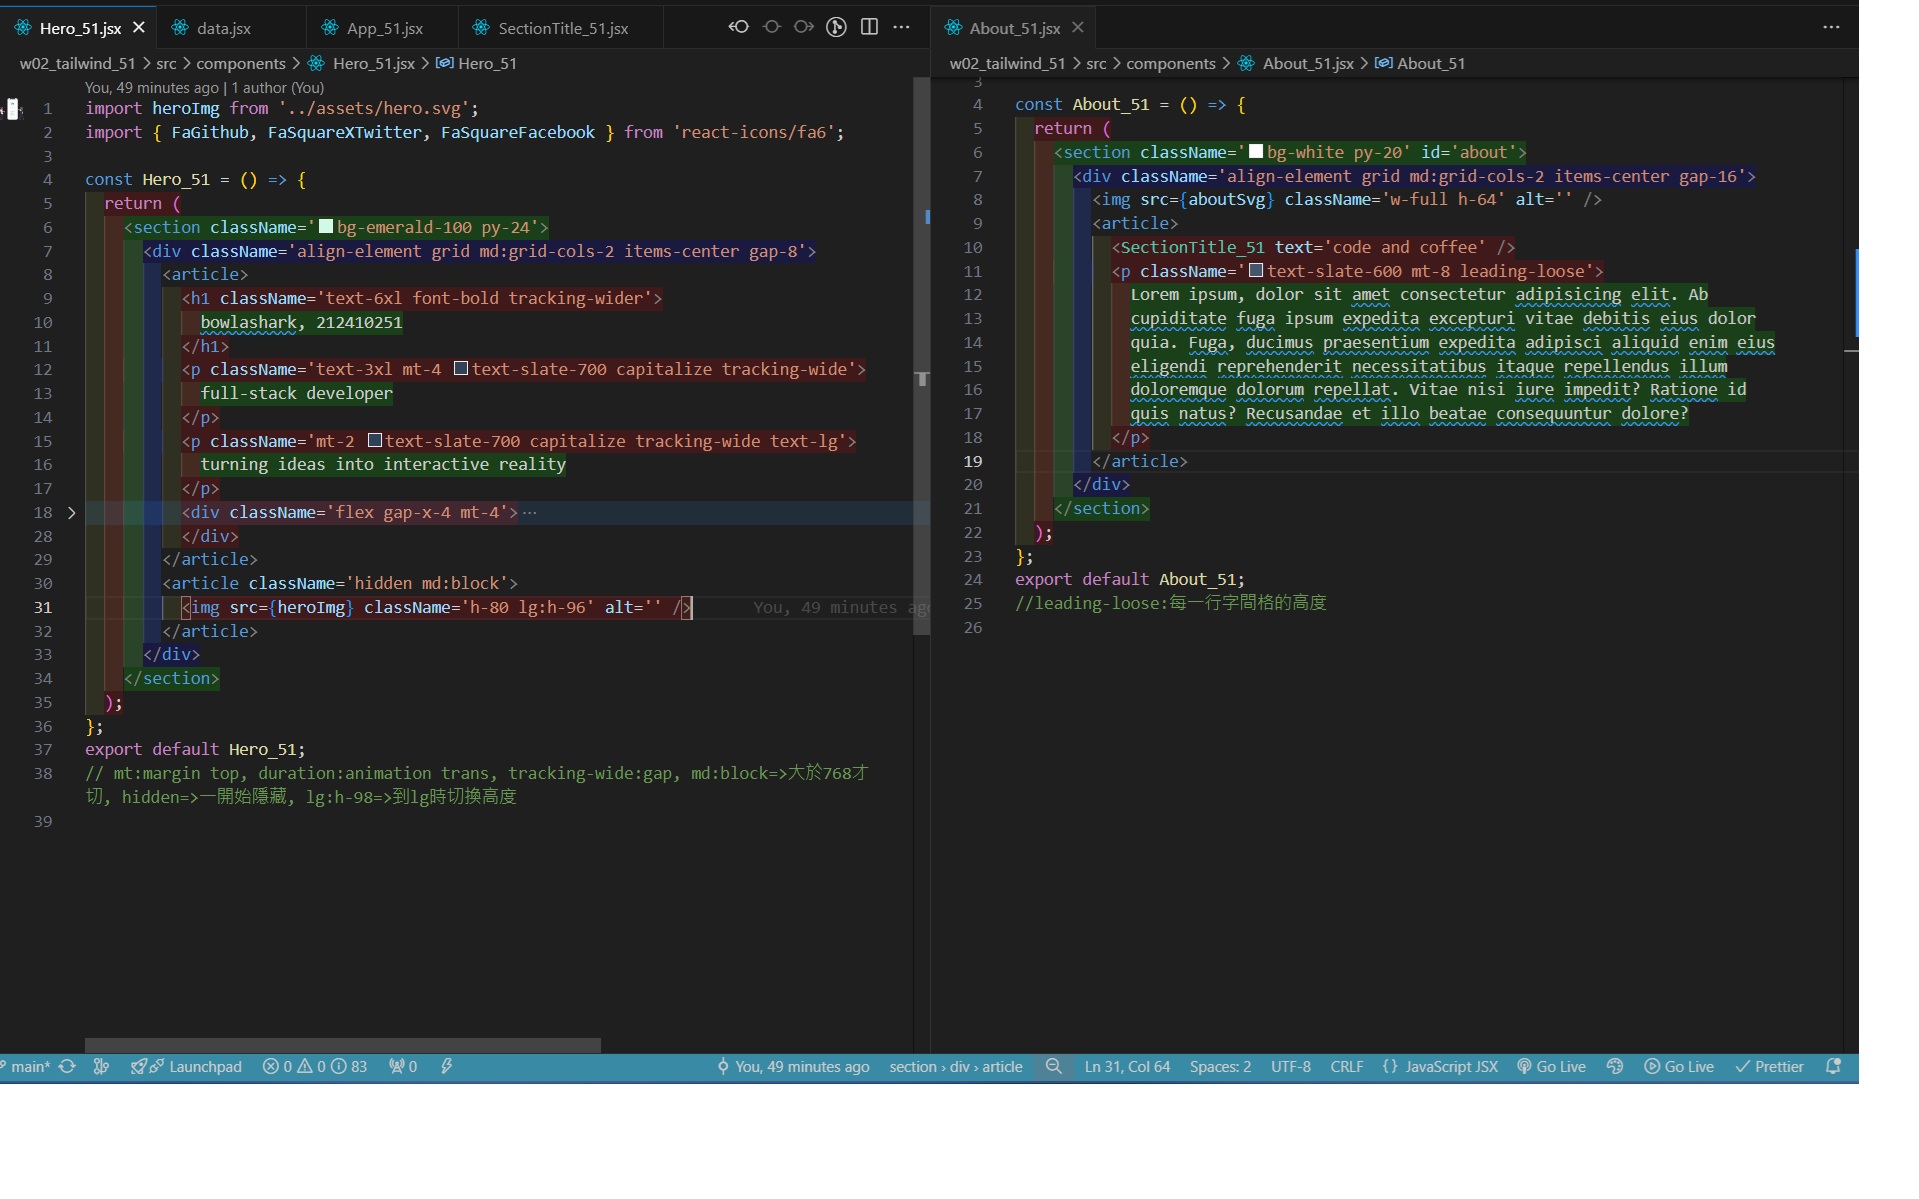 Hero_51.jsx
data.jsx
App_51.jsx
SectionTitle_51.jsx
w02_tailwind_51 > src > components > Hero_51.jsx > Hero_51
You, 49 minutes ago | 1 author (You)
1 import heroImg from '../assets/hero.svg';
2 import { FaGithub, FaSquareXTwitter, FaSquareFacebook } from 'react-icons/fa6';
3
4 const Hero_51 = () => {
5 return (
6 <section className='bg-emerald-100 py-24'>
7 <div className='align-element grid md:grid-cols-2 items-center gap-8'>
8 <article>
9 <h1 className='text-6xl font-bold tracking-wider'>
10 bowlashark, 212410251
11 </h1>
12 <p className='text-3xl mt-4 text-slate-700 capitalize tracking-wide'>
13 full-stack developer
14 </p>
15 <p className='mt-2 text-slate-700 capitalize tracking-wide text-lg'>
16 turning ideas into interactive reality
17 </p>
18 <div className='flex gap-x-4 mt-4'>⋯
28 </div>
29 </article>
30 <article className='hidden md:block'>
31 <img src={heroImg} className='h-80 lg:h-96' alt='' /> You, 49 minutes ago
32 </article>
33 </div>
34 </section>
35 );
36 };
37 export default Hero_51;
38 // mt:margin top, duration:animation trans, tracking-wide:gap, md:block=>大於768才
切, hidden=>一開始隱藏, lg:h-98=>到lg時切換高度
39
About_51.jsx
w02_tailwind_51 > src > components > About_51.jsx > About_51
3
4 const About_51 = () => {
5 return (
6 <section className='bg-white py-20' id='about'>
7 <div className='align-element grid md:grid-cols-2 items-center gap-16'>
8 <img src={aboutSvg} className='w-full h-64' alt='' />
9 <article>
10 <SectionTitle_51 text='code and coffee' />
11 <p className='text-slate-600 mt-8 leading-loose'>
12 Lorem ipsum, dolor sit amet consectetur adipisicing elit. Ab
13 cupiditate fuga ipsum expedita excepturi vitae debitis eius dolor
14 quia. Fuga, ducimus praesentium expedita adipisci aliquid enim eius
15 eligendi reprehenderit necessitatibus itaque repellendus illum
16 doloremque dolorum repellat. Vitae nisi iure impedit? Ratione id
17 quis natus? Recusandae et illo beatae consequuntur dolore?
18 </p>
19 </article>
20 </div>
21 </section>
22 );
23 };
24 export default About_51;
25 //leading-loose:每一行字間格的高度
26
main* Launchpad 0 0 83 0 You, 49 minutes ago section › div › article Ln 31, Col 64 Spaces: 2 UTF-8 CRLF {} JavaScript JSX Go Live Go Live Prettier